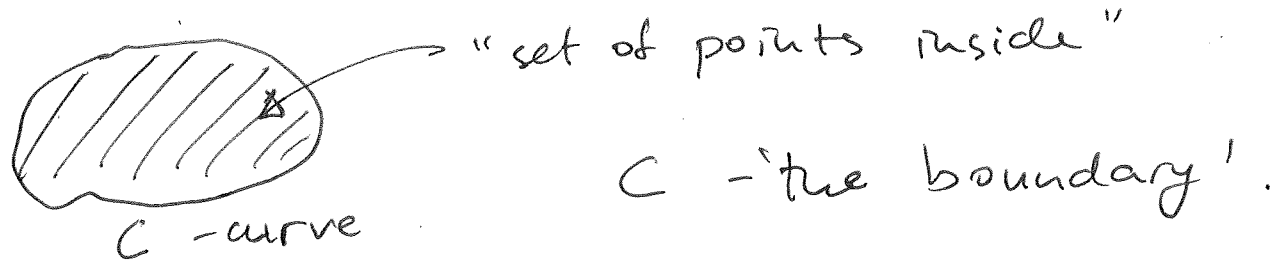 "set of points inside"
C - 'the boundary'.
C - curve